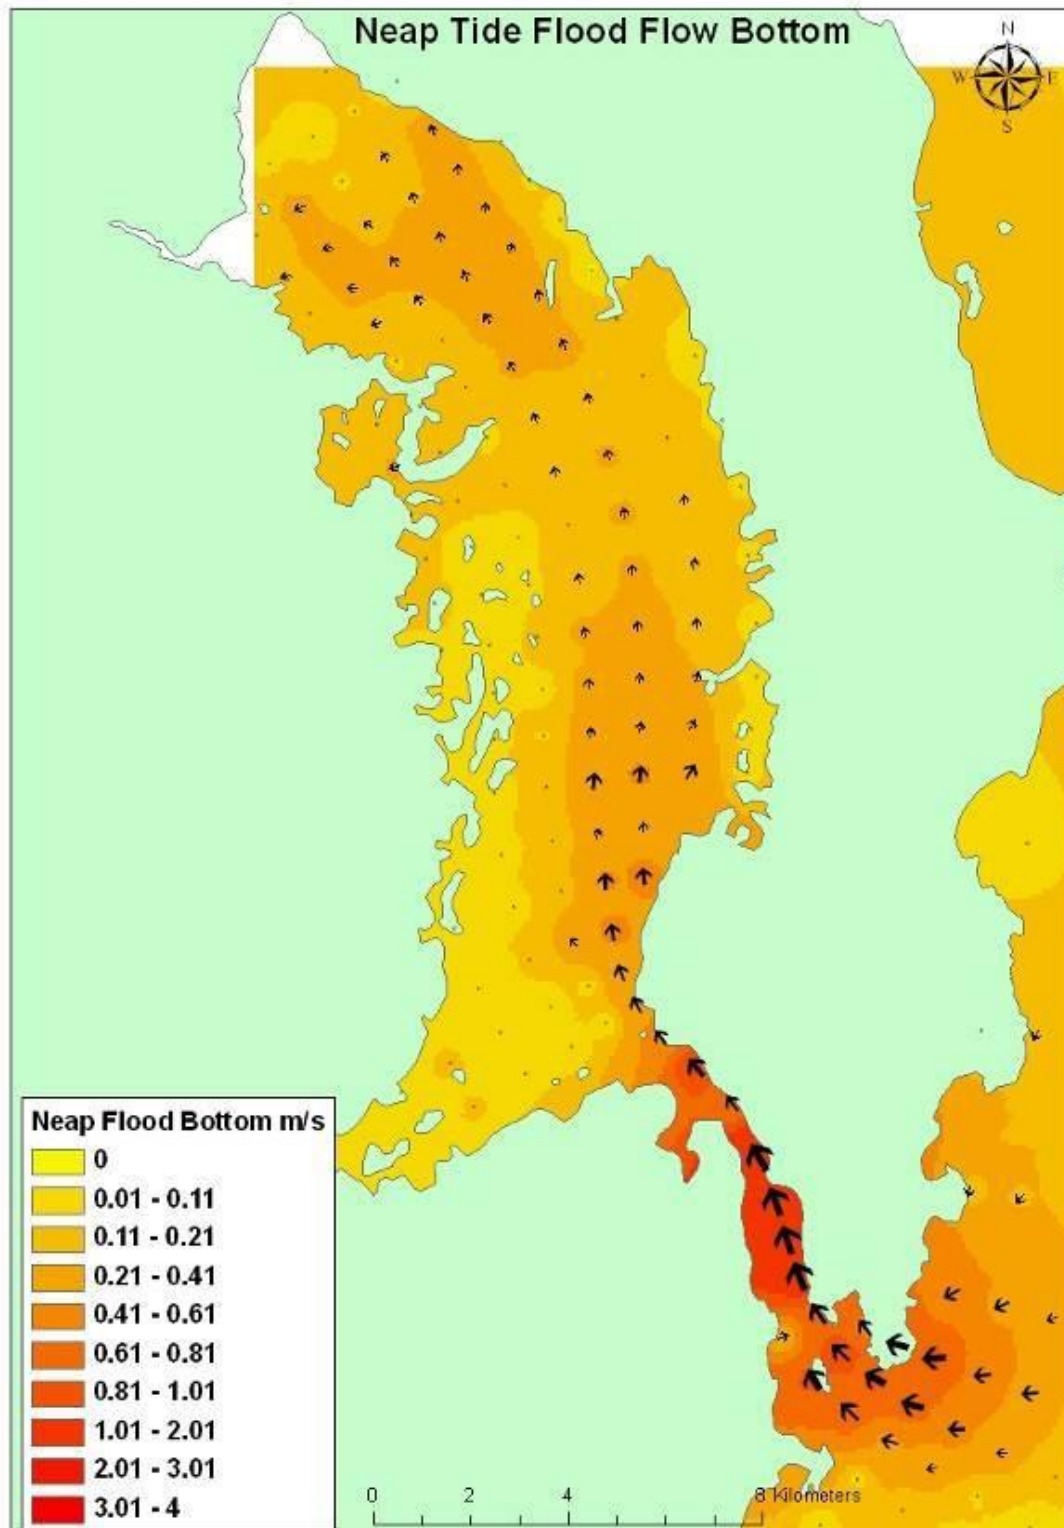 Neap Tide Flood Flow Bottom
N
W E
S
Neap Flood Bottom m/s
0
0.01 - 0.11
0.11 - 0.21
0.21 - 0.41
0.41 - 0.61
0.61 - 0.81
0.81 - 1.01
1.01 - 2.01
2.01 - 3.01
3.01 - 4
0 2 4 8 Kilometers